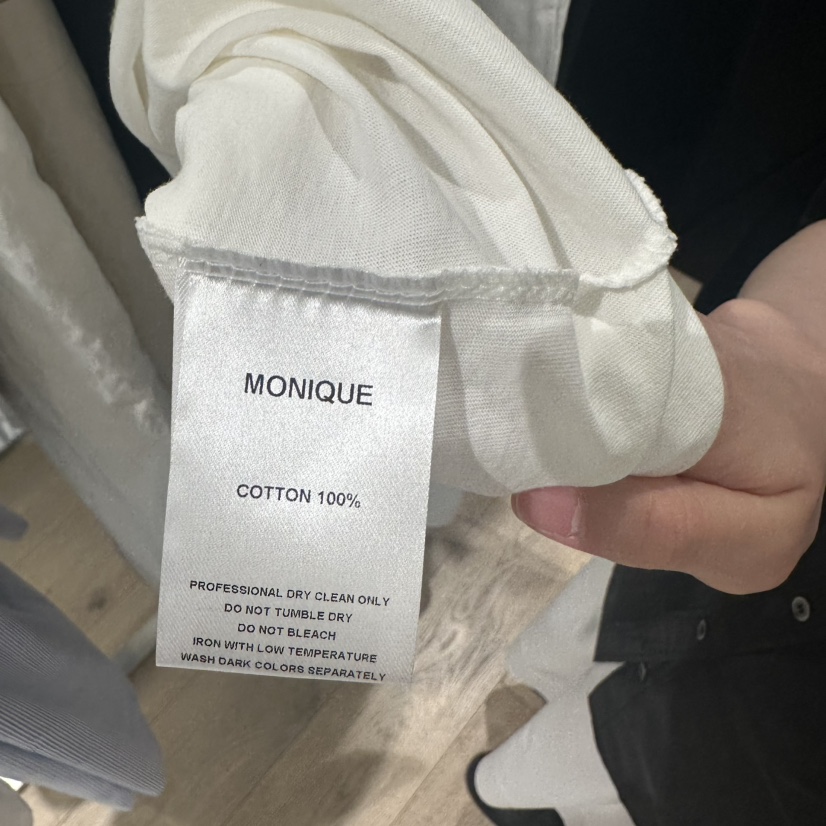 MONIQUE
COTTON 100%
PROFESSIONAL DRY CLEAN ONLY
DO NOT TUMBLE DRY
DO NOT BLEACH
IRON WITH LOW TEMPERATURE
WASH DARK COLORS SEPARATELY